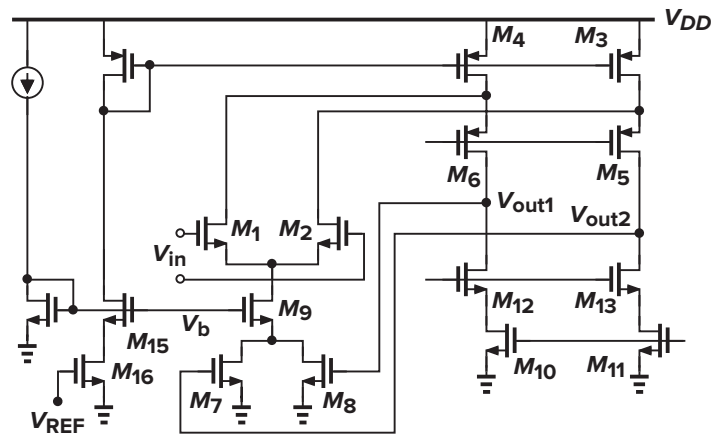 V_DD
M_4
M_3
M_6
M_5
V_out1
V_out2
M_1
M_2
V_in
M_12
M_13
M_9
V_b
M_15
M_16
M_10
M_11
M_7
M_8
V_REF